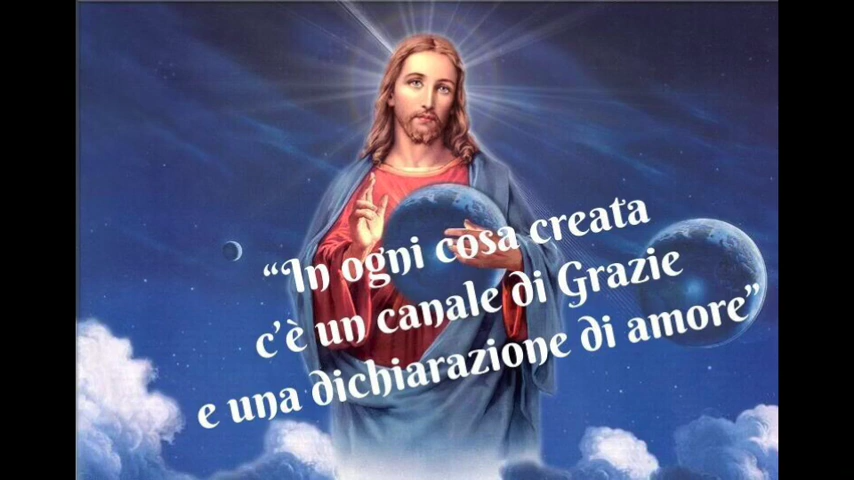 “In ogni cosa creata
c’è un canale di Grazie
e una dichiarazione di amore”